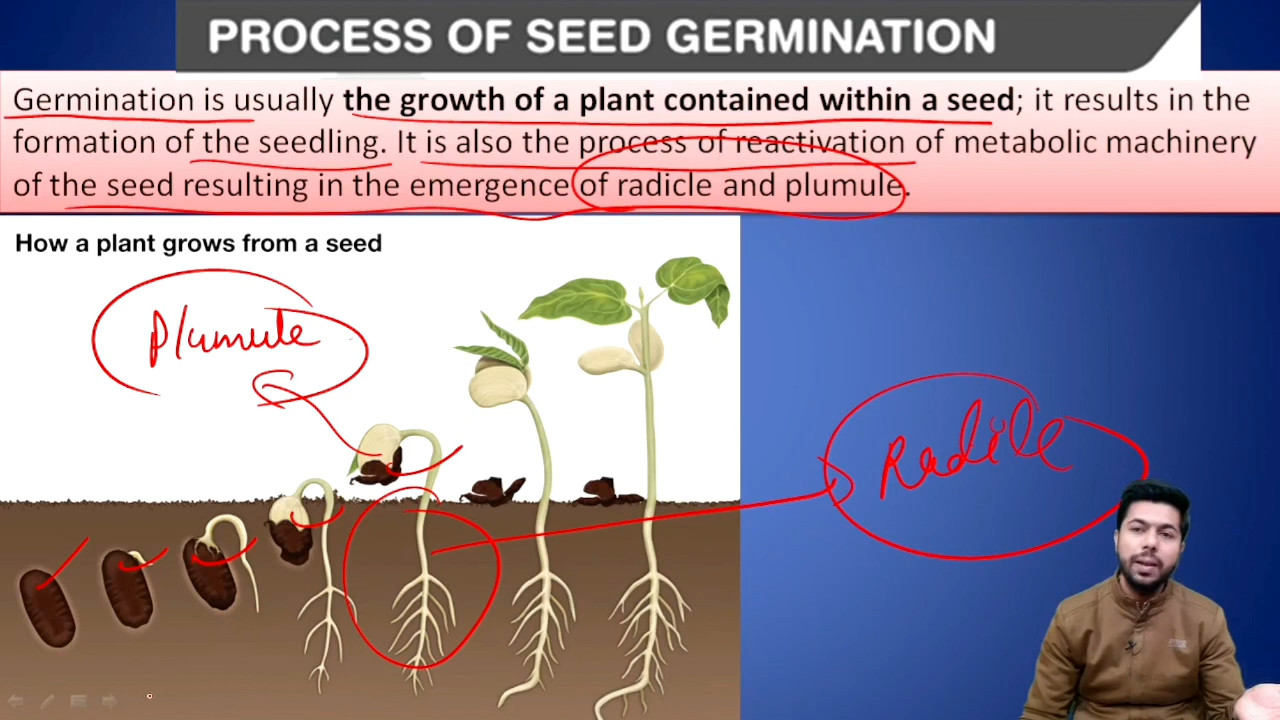 PROCESS OF SEED GERMINATION
Germination is usually the growth of a plant contained within a seed; it results in the
formation of the seedling. It is also the process of reactivation of metabolic machinery
of the seed resulting in the emergence of radicle and plumule.
How a plant grows from a seed
Plumule
Radile